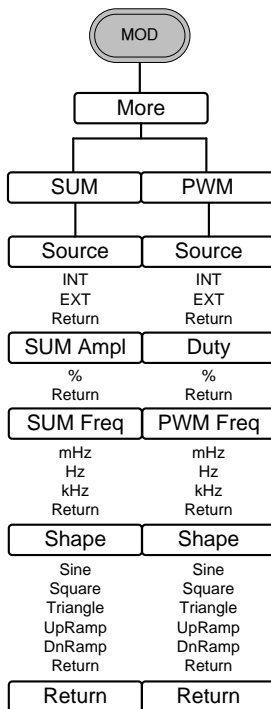 MOD
More
SUM
PWM
Source
INT
EXT
Return
SUM Ampl
%
Return
SUM Freq
mHz
Hz
kHz
Return
Shape
Sine
Square
Triangle
UpRamp
DnRamp
Return
Return
Source
INT
EXT
Return
Duty
%
Return
PWM Freq
mHz
Hz
kHz
Return
Shape
Sine
Square
Triangle
UpRamp
DnRamp
Return
Return